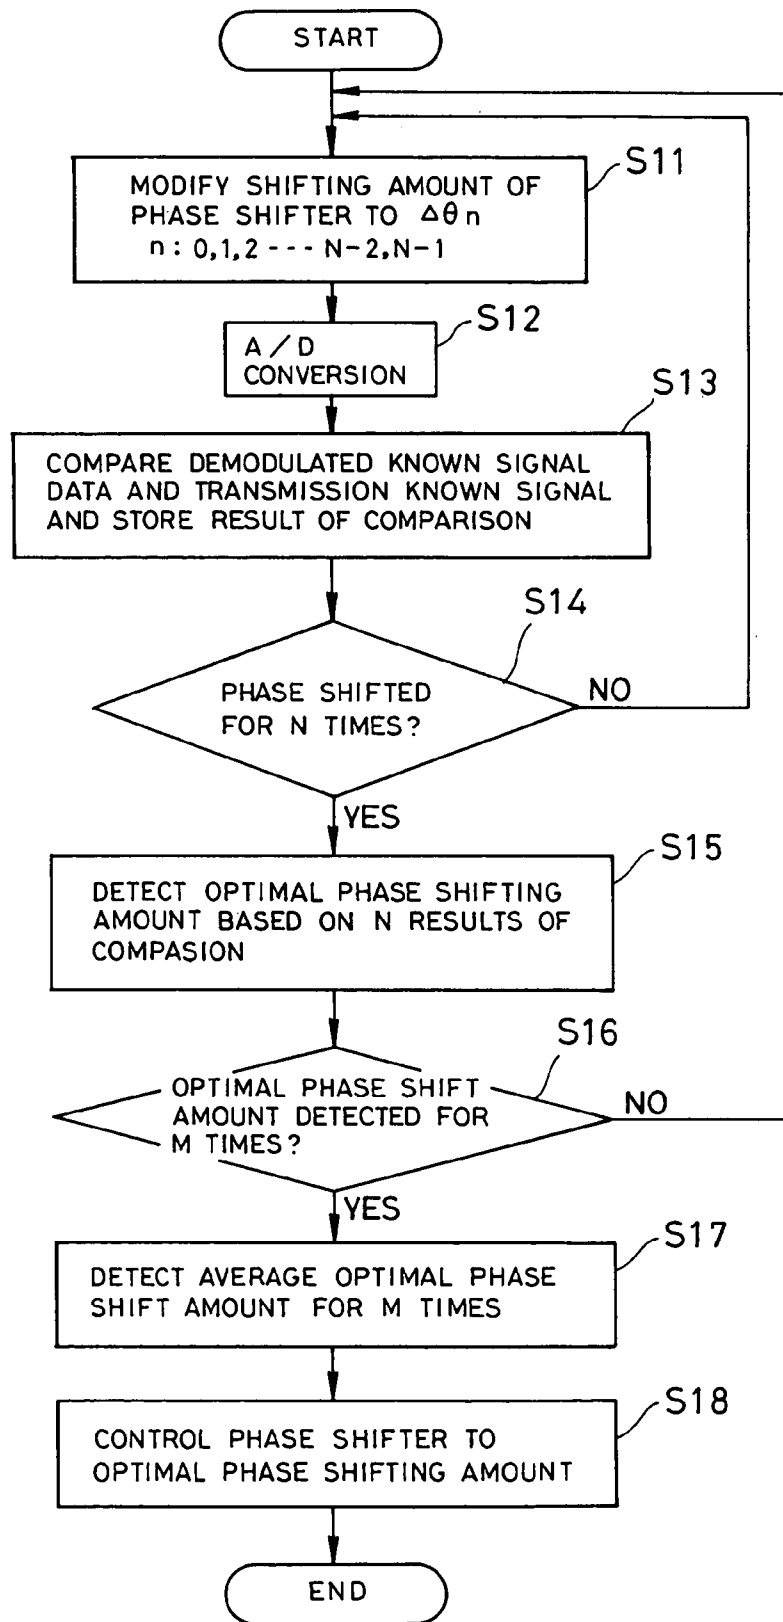 START
S11
MODIFY SHIFTING AMOUNT OF
PHASE SHIFTER TO Δθn
n: 0,1,2 --- N-2,N-1
S12
A/D
CONVERSION
S13
COMPARE DEMODULATED KNOWN SIGNAL
DATA AND TRANSMISSION KNOWN SIGNAL
AND STORE RESULT OF COMPARISON
S14
PHASE SHIFTED
FOR N TIMES?
NO
YES
S15
DETECT OPTIMAL PHASE SHIFTING
AMOUNT BASED ON N RESULTS OF
COMPASION
S16
OPTIMAL PHASE SHIFT
AMOUNT DETECTED FOR
M TIMES?
NO
YES
S17
DETECT AVERAGE OPTIMAL PHASE
SHIFT AMOUNT FOR M TIMES
S18
CONTROL PHASE SHIFTER TO
OPTIMAL PHASE SHIFTING AMOUNT
END